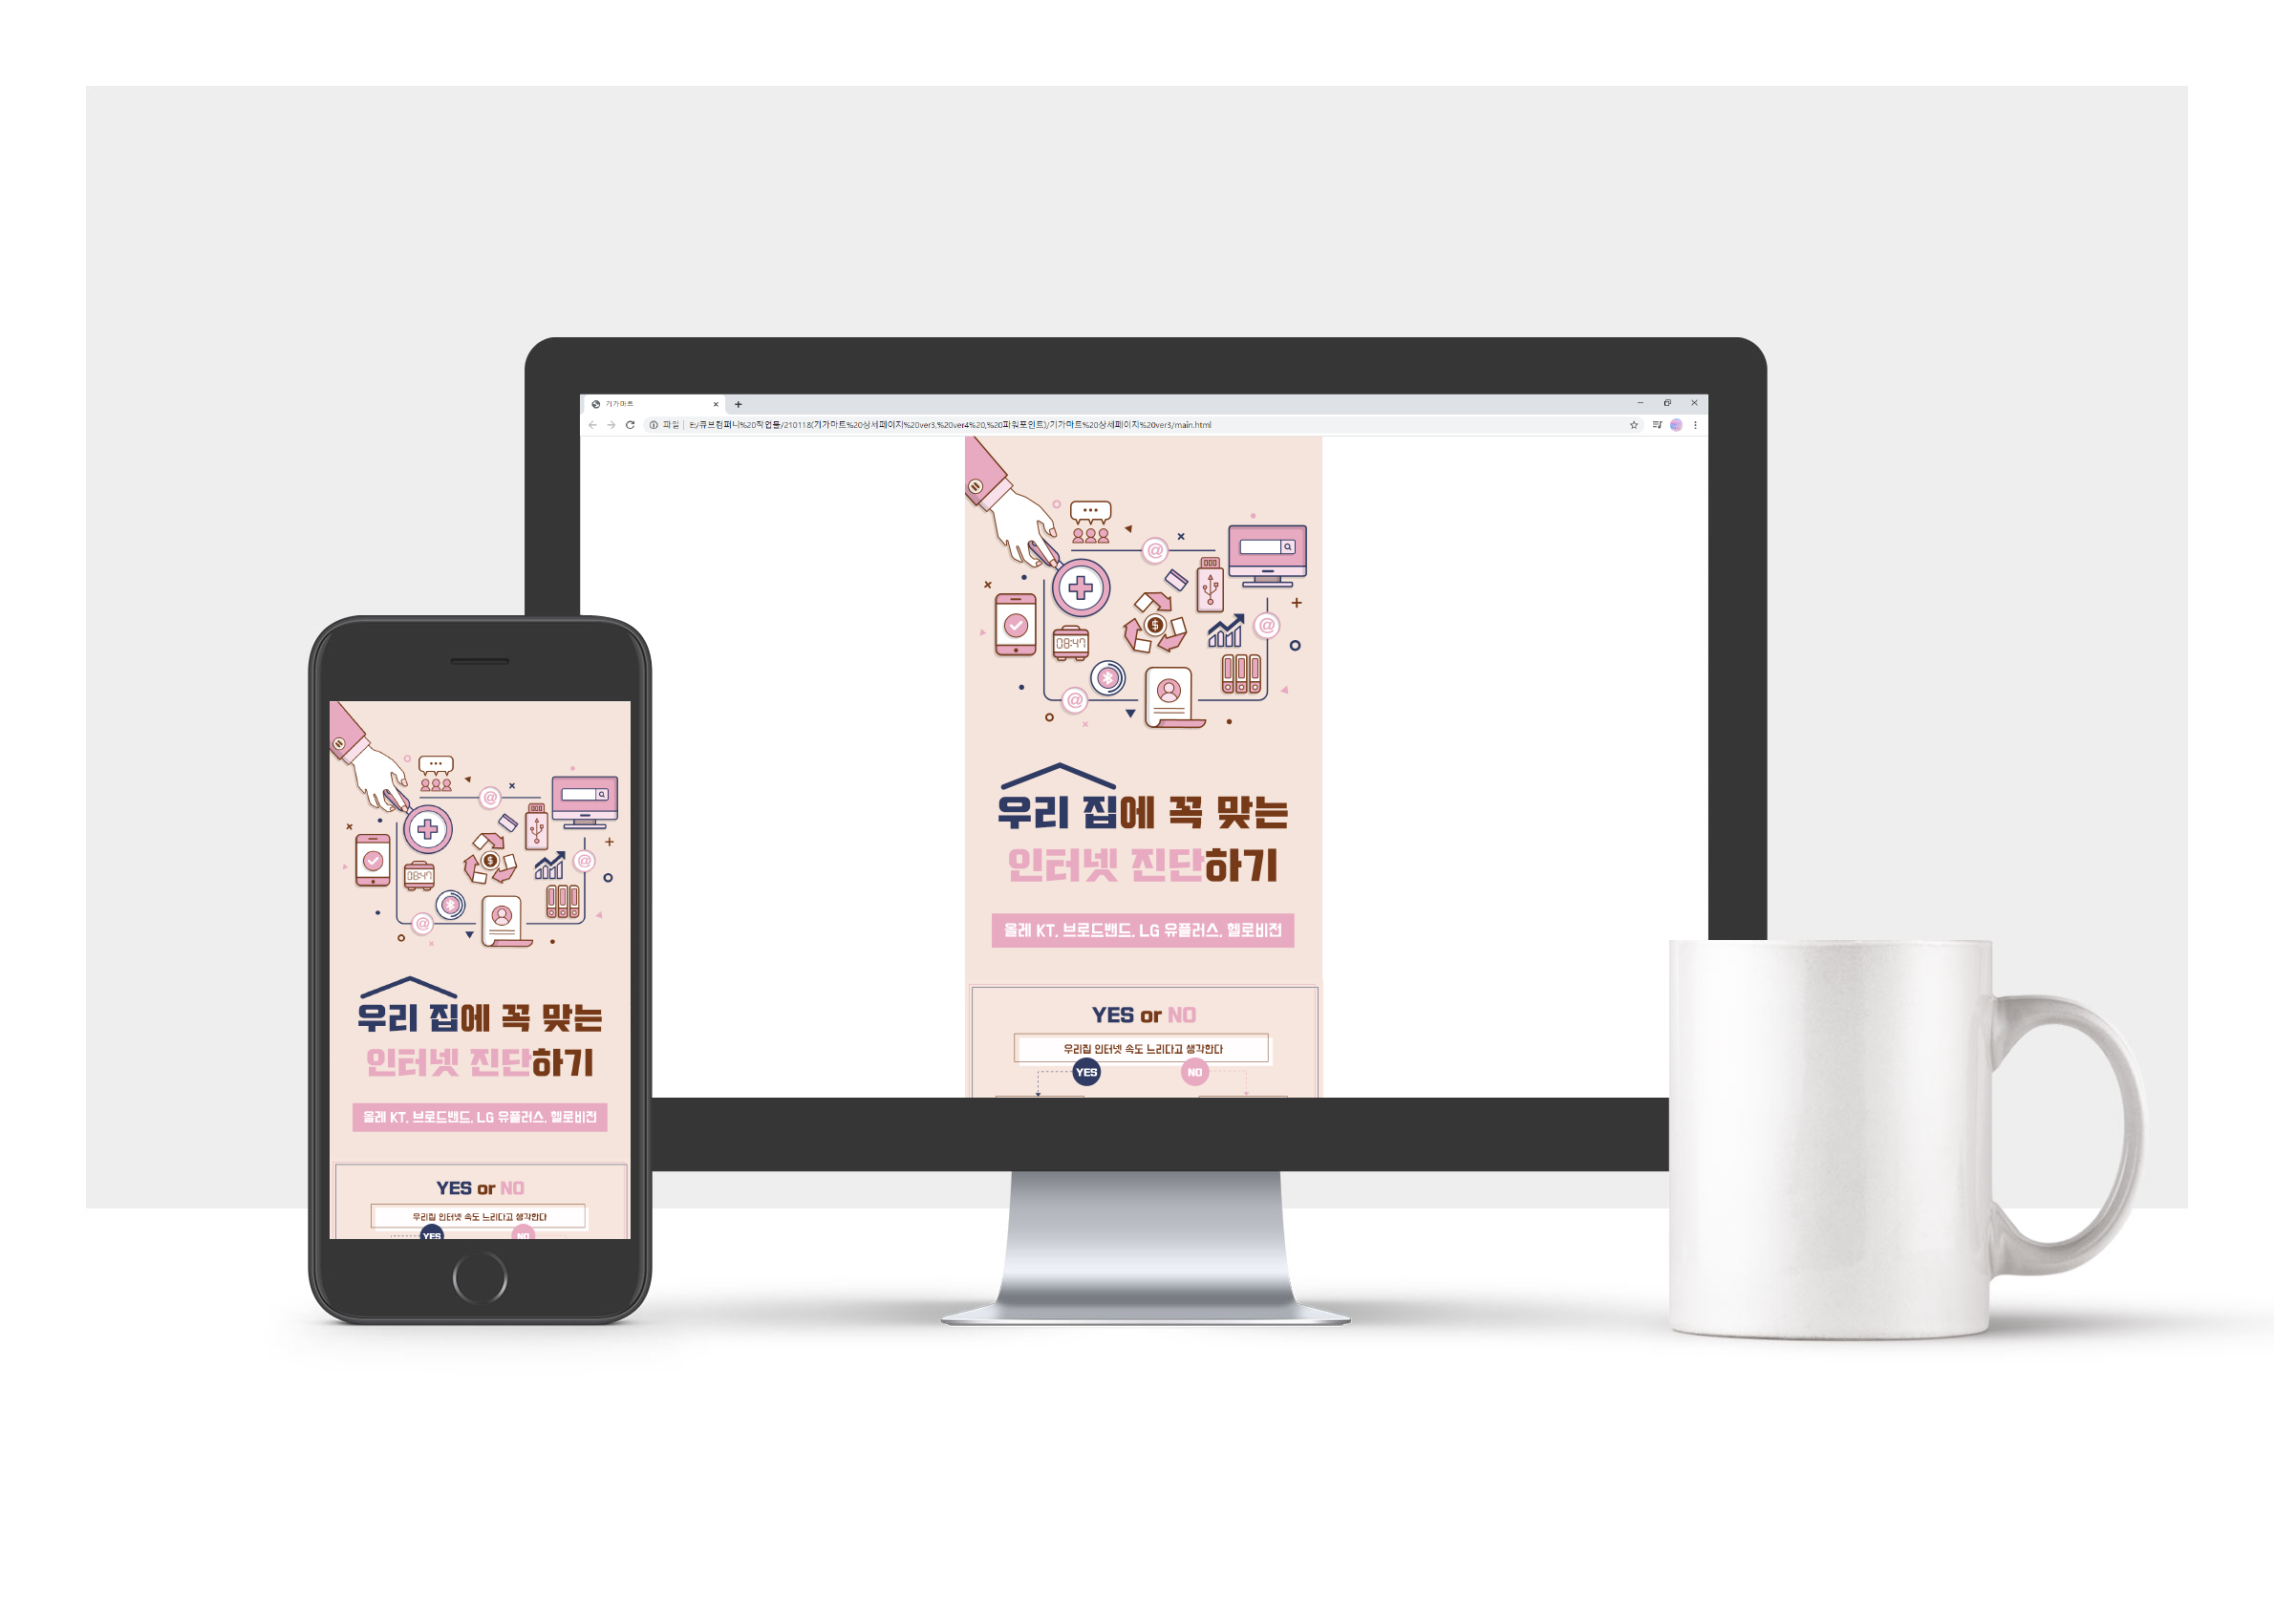 기가마트
파일 | E:/큐브컴퍼니%20작업물/210118(기가마트%20상세페이지%20ver3,%20ver4%20,%20파워포인트)/기가마트%20상세페이지%20ver3/main.html
@
@
08:47
$
@
우리 집에 꼭 맞는
인터넷 진단하기
올레 KT, 브로드밴드, LG 유플러스, 헬로비전
YES or NO
우리집 인터넷 속도 느리다고 생각한다
YES NO
@
@
08:47
$
@
우리 집에 꼭 맞는
인터넷 진단하기
올레 KT, 브로드밴드, LG 유플러스, 헬로비전
YES or NO
우리집 인터넷 속도 느리다고 생각한다
YES NO